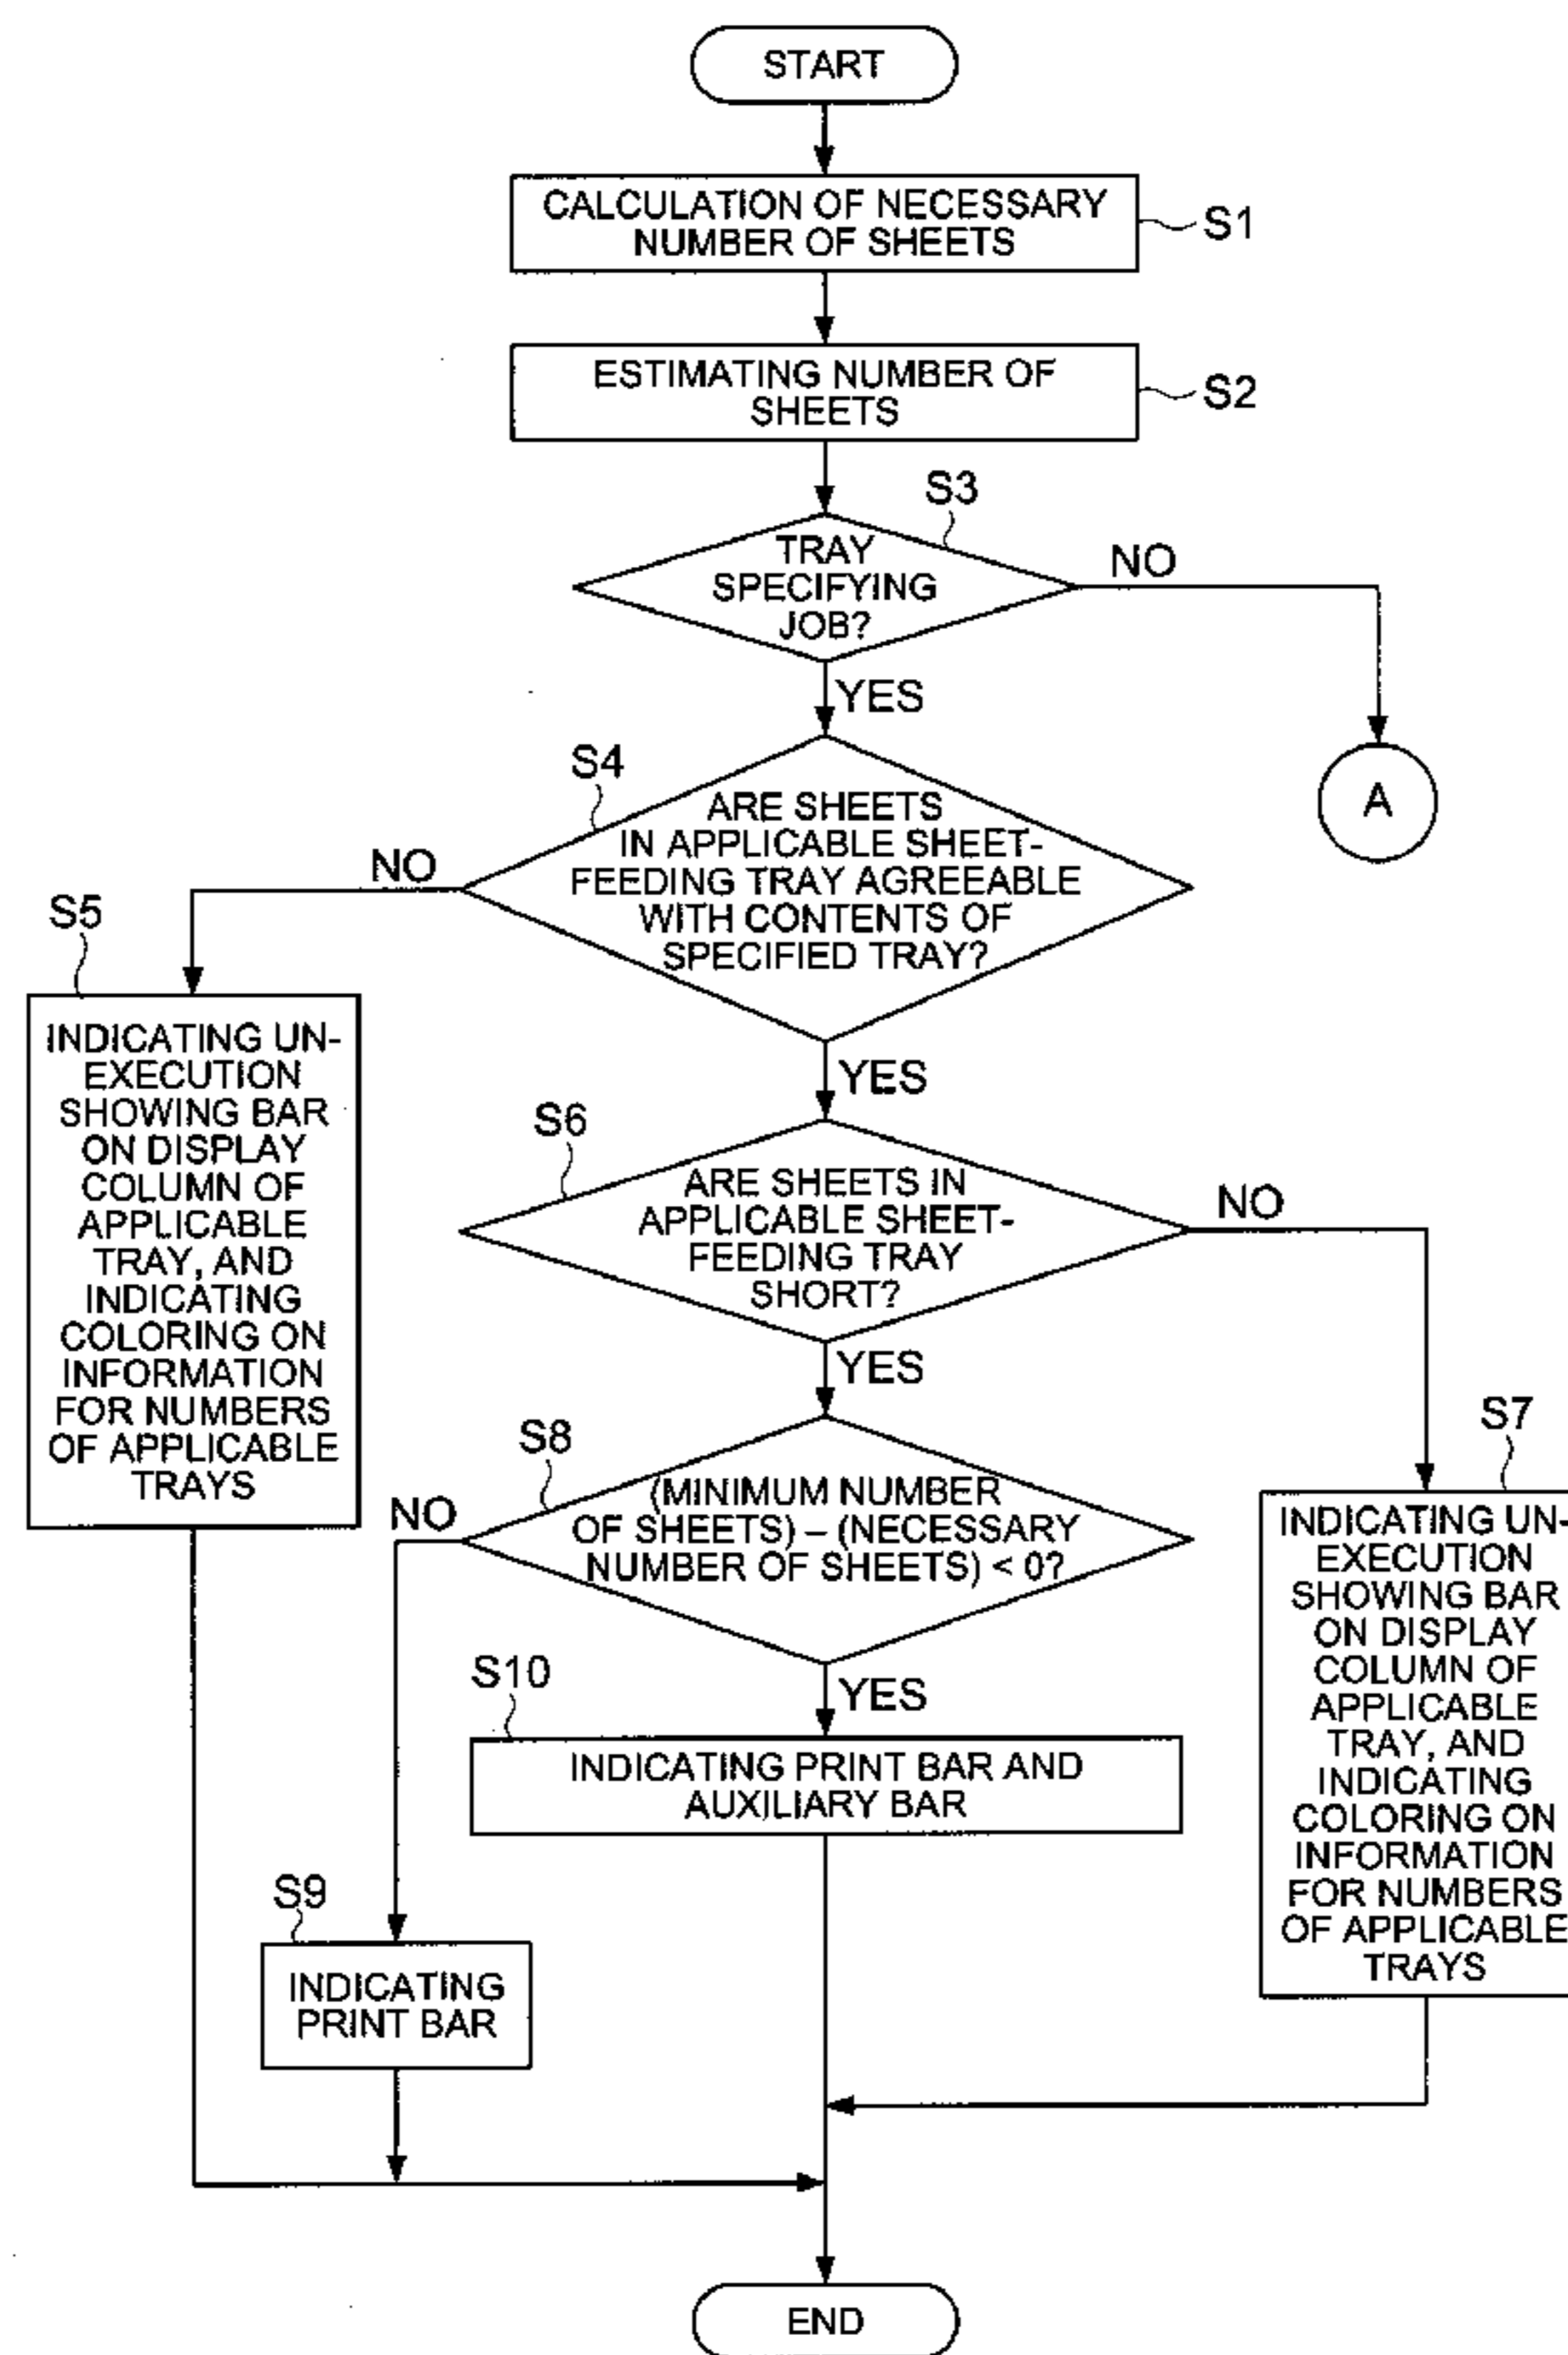 START
CALCULATION OF NECESSARY
NUMBER OF SHEETS
S1
ESTIMATING NUMBER OF
SHEETS
S2
S3
TRAY
SPECIFYING
JOB?
NO
YES
A
S4
ARE SHEETS
IN APPLICABLE SHEET-
FEEDING TRAY AGREEABLE
WITH CONTENTS OF
SPECIFIED TRAY?
NO
YES
S5
INDICATING UN-
EXECUTION
SHOWING BAR
ON DISPLAY
COLUMN OF
APPLICABLE
TRAY, AND
INDICATING
COLORING ON
INFORMATION
FOR NUMBERS
OF APPLICABLE
TRAYS
S6
ARE SHEETS IN
APPLICABLE SHEET-
FEEDING TRAY
SHORT?
NO
YES
S7
INDICATING UN-
EXECUTION
SHOWING BAR
ON DISPLAY
COLUMN OF
APPLICABLE
TRAY, AND
INDICATING
COLORING ON
INFORMATION
FOR NUMBERS
OF APPLICABLE
TRAYS
S8
(MINIMUM NUMBER
OF SHEETS) – (NECESSARY
NUMBER OF SHEETS) < 0?
NO
YES
S10
INDICATING PRINT BAR AND
AUXILIARY BAR
S9
INDICATING
PRINT BAR
END